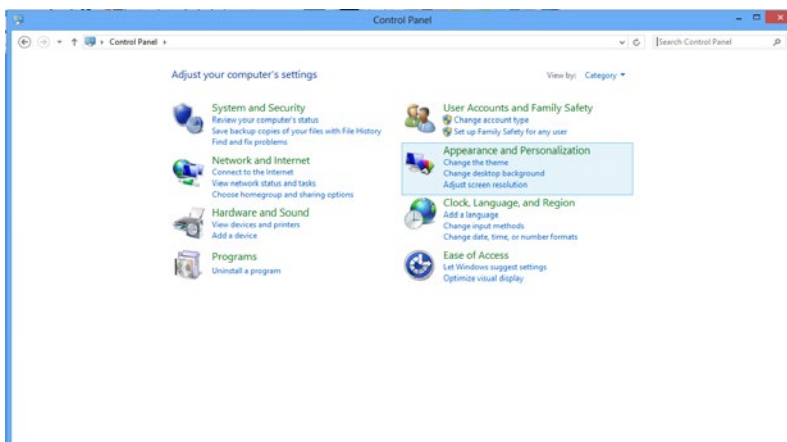 Control Panel
Control Panel
Search Control Panel
Adjust your computer's settings
View by: Category
System and Security
Review your computer's status
Save backup copies of your files with File History
Find and fix problems
Network and Internet
Connect to the Internet
View network status and tasks
Choose homegroup and sharing options
Hardware and Sound
View devices and printers
Add a device
Programs
Uninstall a program
User Accounts and Family Safety
Change account type
Set up Family Safety for any user
Appearance and Personalization
Change the theme
Change desktop background
Adjust screen resolution
Clock, Language, and Region
Add a language
Change input methods
Change date, time, or number formats
Ease of Access
Let Windows suggest settings
Optimize visual display